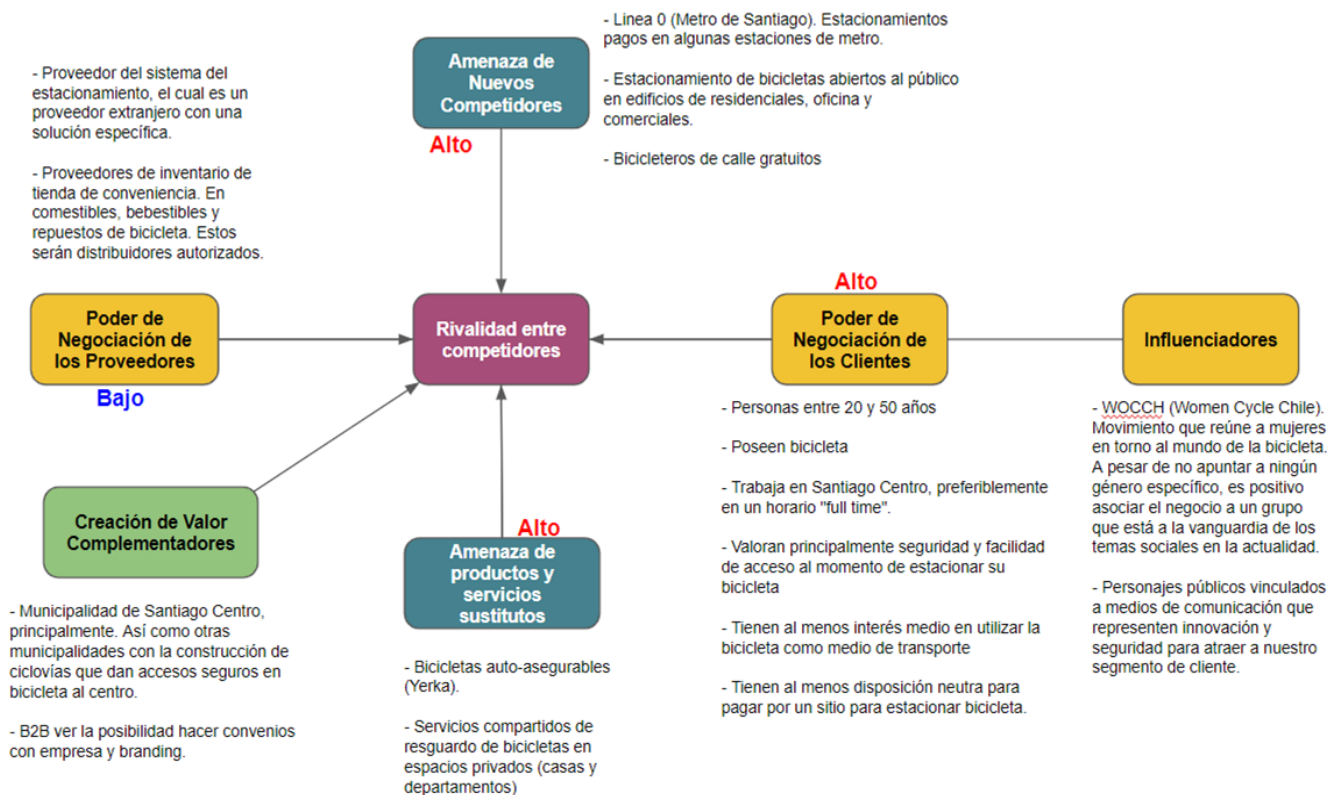 - Linea 0 (Metro de Santiago). Estacionamientos
pagos en algunas estaciones de metro.
- Estacionamiento de bicicletas abiertos al público
en edificios de residenciales, oficina y
comerciales.
- Bicicleteros de calle gratuitos
Amenaza de
Nuevos
Competidores
Alto
- Proveedor del sistema del
estacionamiento, el cual es un
proveedor extranjero con una
solución específica.
- Proveedores de inventario de
tienda de conveniencia. En
comestibles, bebestibles y
repuestos de bicicleta. Estos
serán distribuidores autorizados.
Poder de
Negociación de
los Proveedores
Bajo
Rivalidad entre
competidores
Alto
Poder de
Negociación de
los Clientes
Influenciadores
- Personas entre 20 y 50 años
- Poseen bicicleta
- Trabaja en Santiago Centro, preferiblemente
en un horario "full time".
- Valoran principalmente seguridad y facilidad
de acceso al momento de estacionar su
bicicleta
- Tienen al menos interés medio en utilizar la
bicicleta como medio de transporte
- Tienen al menos disposición neutra para
pagar por un sitio para estacionar bicicleta.
- WOCCH (Women Cycle Chile).
Movimiento que reúne a mujeres
en torno al mundo de la bicicleta.
A pesar de no apuntar a ningún
género específico, es positivo
asociar el negocio a un grupo
que está a la vanguardia de los
temas sociales en la actualidad.
- Personajes públicos vinculados
a medios de comunicación que
representen innovación y
seguridad para atraer a nuestro
segmento de cliente.
Creación de Valor
Complementadores
- Municipalidad de Santiago Centro,
principalmente. Así como otras
municipalidades con la construcción de
ciclovías que dan accesos seguros en
bicicleta al centro.
- B2B ver la posibilidad hacer convenios
con empresa y branding.
Alto
Amenaza de
productos y
servicios
sustitutos
- Bicicletas auto-asegurables
(Yerka).
- Servicios compartidos de
resguardo de bicicletas en
espacios privados (casas y
departamentos)